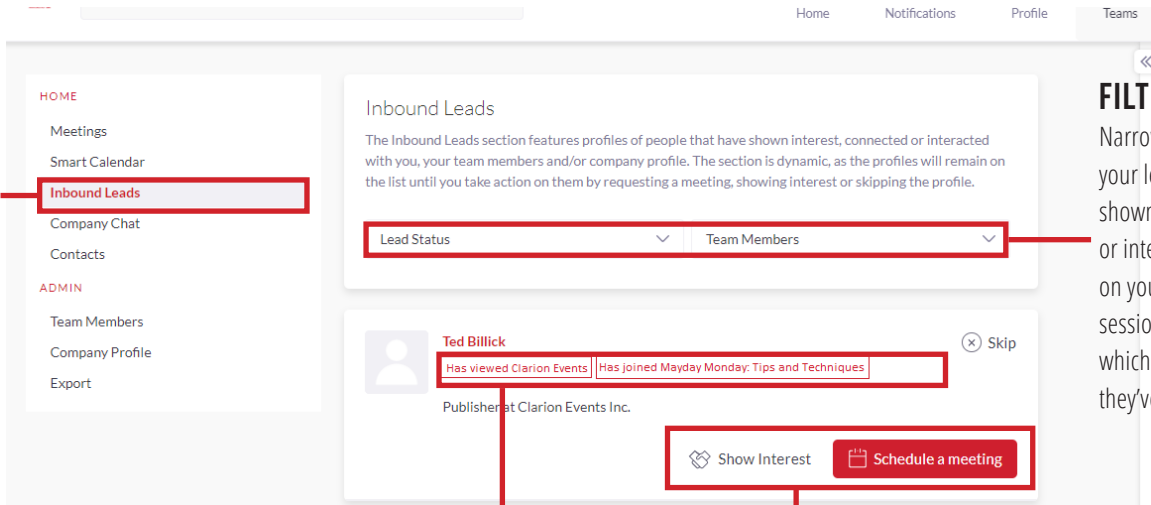 Home Notifications Profile Teams
HOME
Meetings
Smart Calendar
Inbound Leads
Company Chat
Contacts
ADMIN
Team Members
Company Profile
Export
Inbound Leads
The Inbound Leads section features profiles of people that have shown interest, connected or interacted
with you, your team members and/or company profile. The section is dynamic, as the profiles will remain on
the list until you take action on them by requesting a meeting, showing interest or skipping the profile.
Lead Status Team Members
Ted Billick
Skip
Has viewed Clarion Events Has joined Mayday Monday: Tips and Techniques
Publisher at Clarion Events Inc.
Show Interest Schedule a meeting
FILT
Narro
your l
shown
or inte
on you
sessio
which
they've